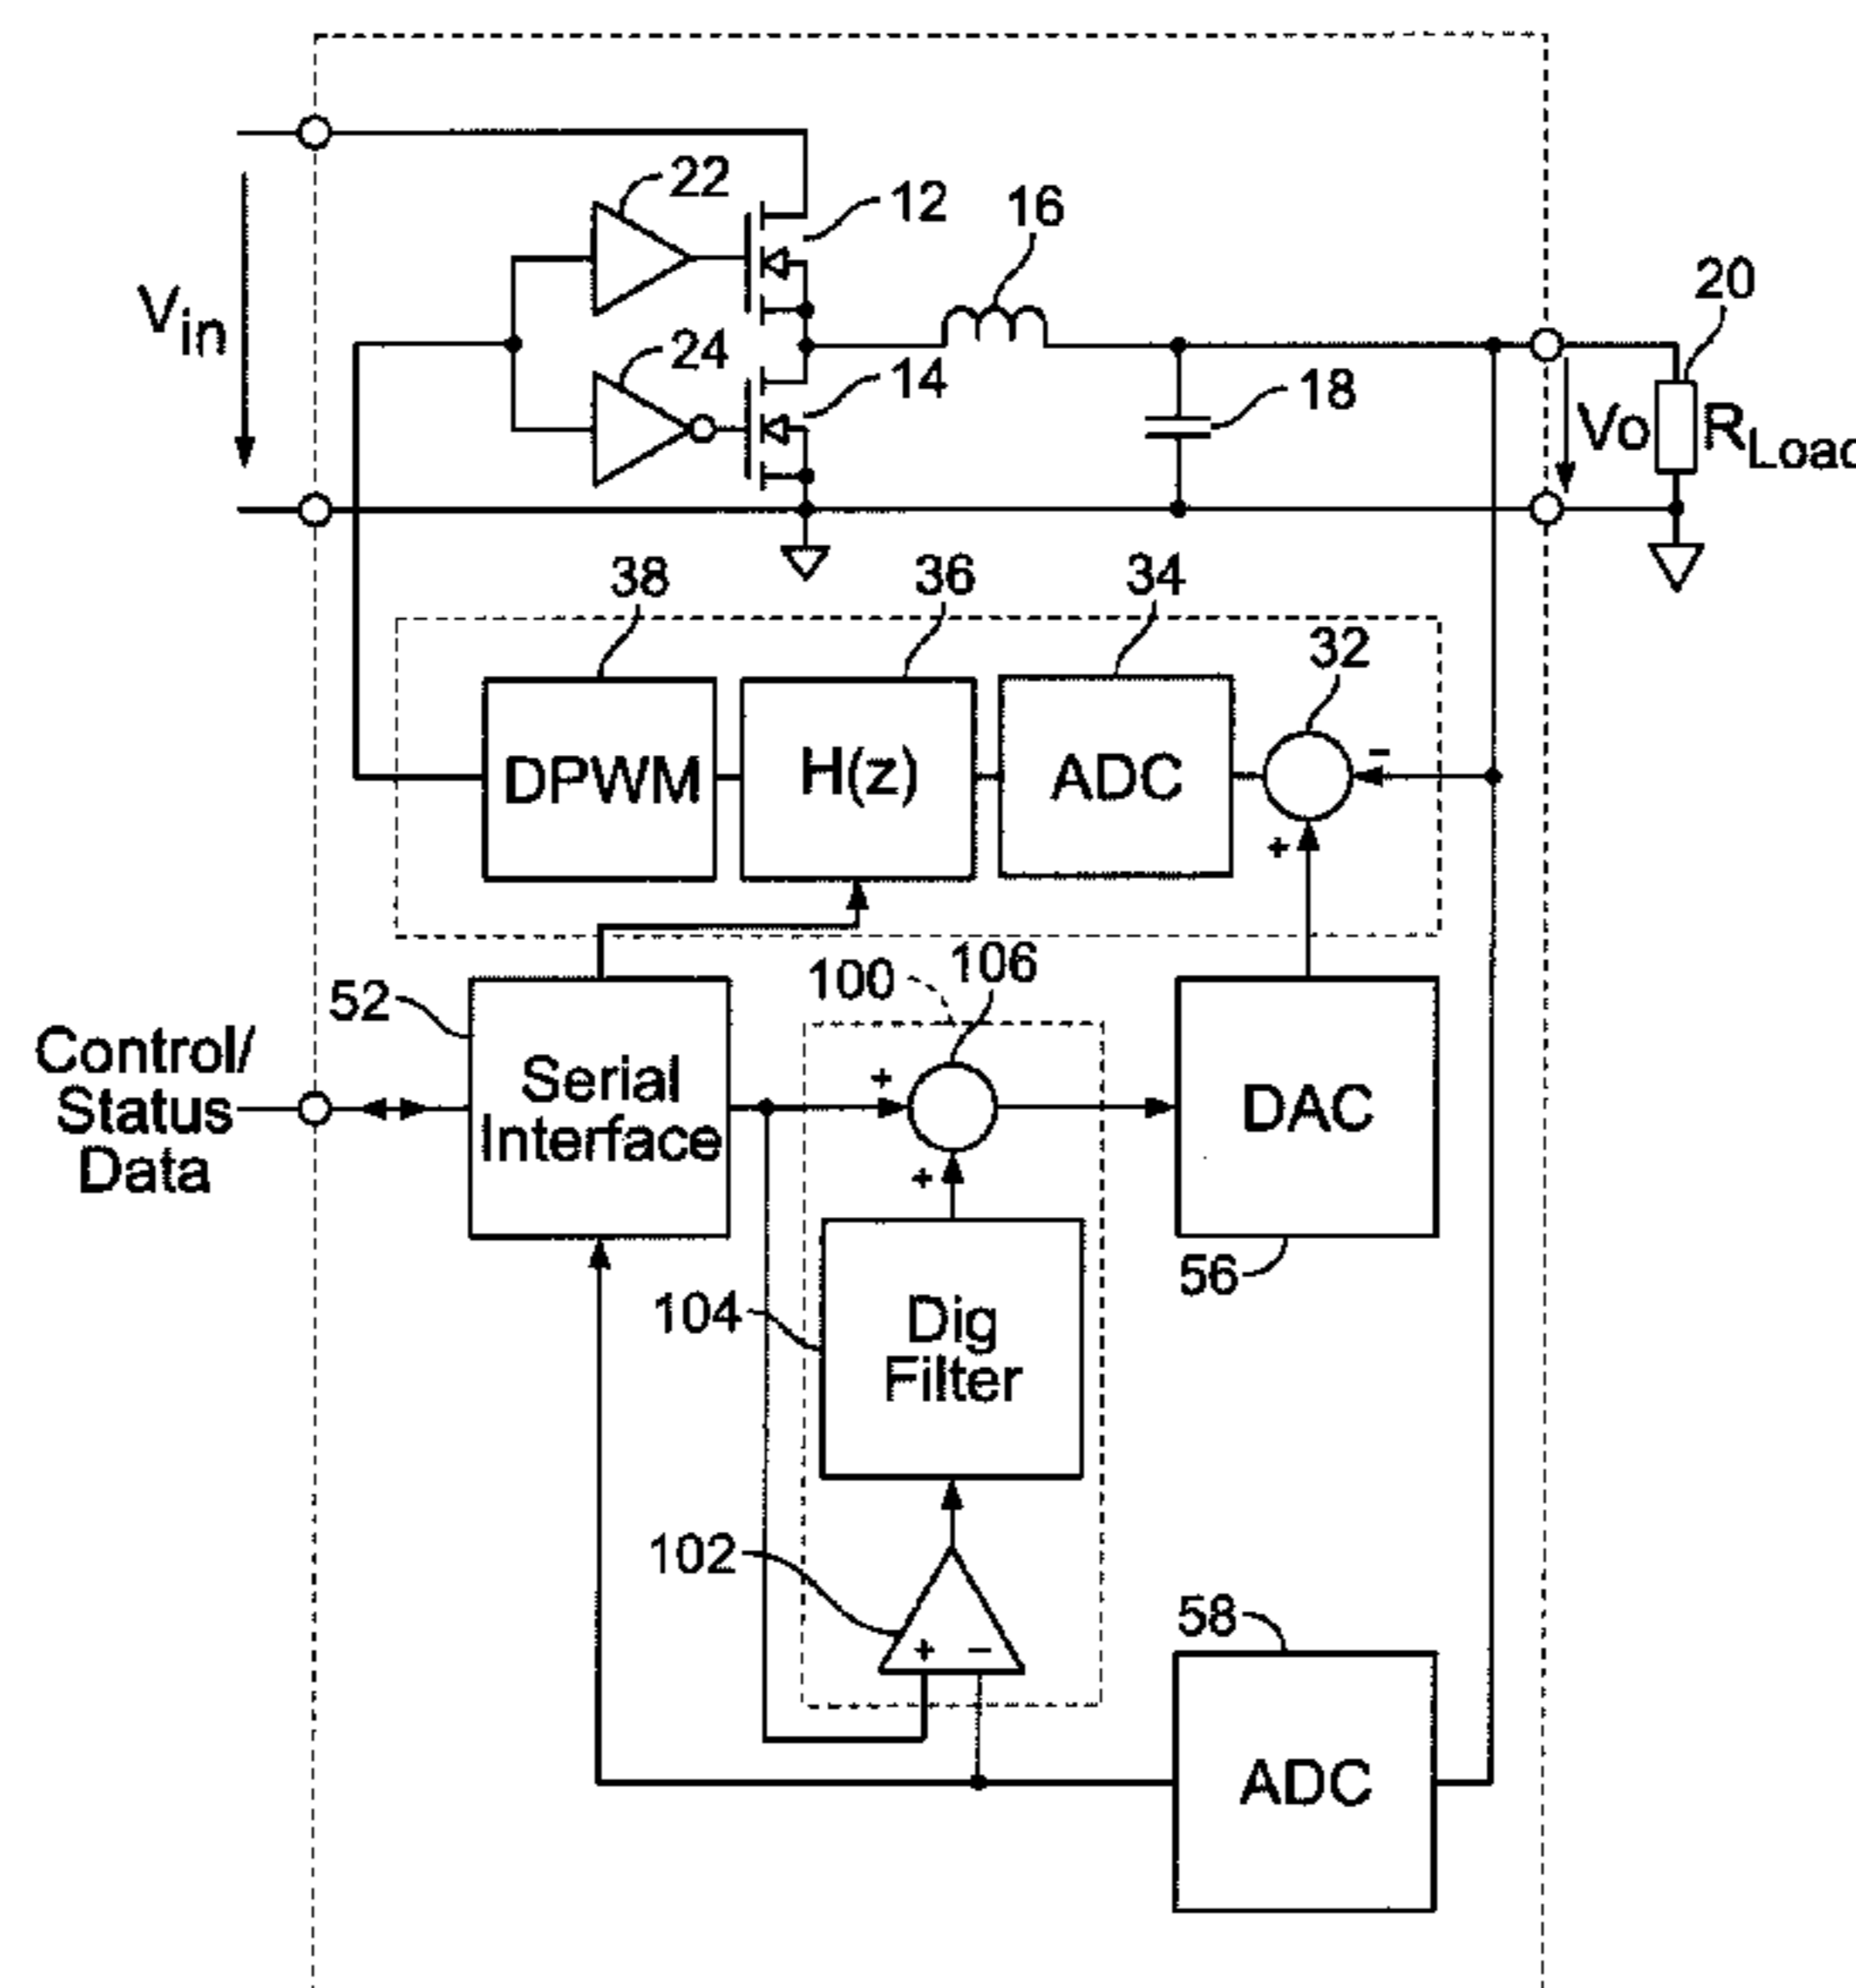 22
12
16
20
Vin
24
14
18
Vo
RLoad
38
36
34
32
DPWM
H(z)
ADC
-
+
100
106
52
Control/
Status
Data
Serial
Interface
+
+
DAC
56
104
Dig
Filter
102
+ −
58
ADC